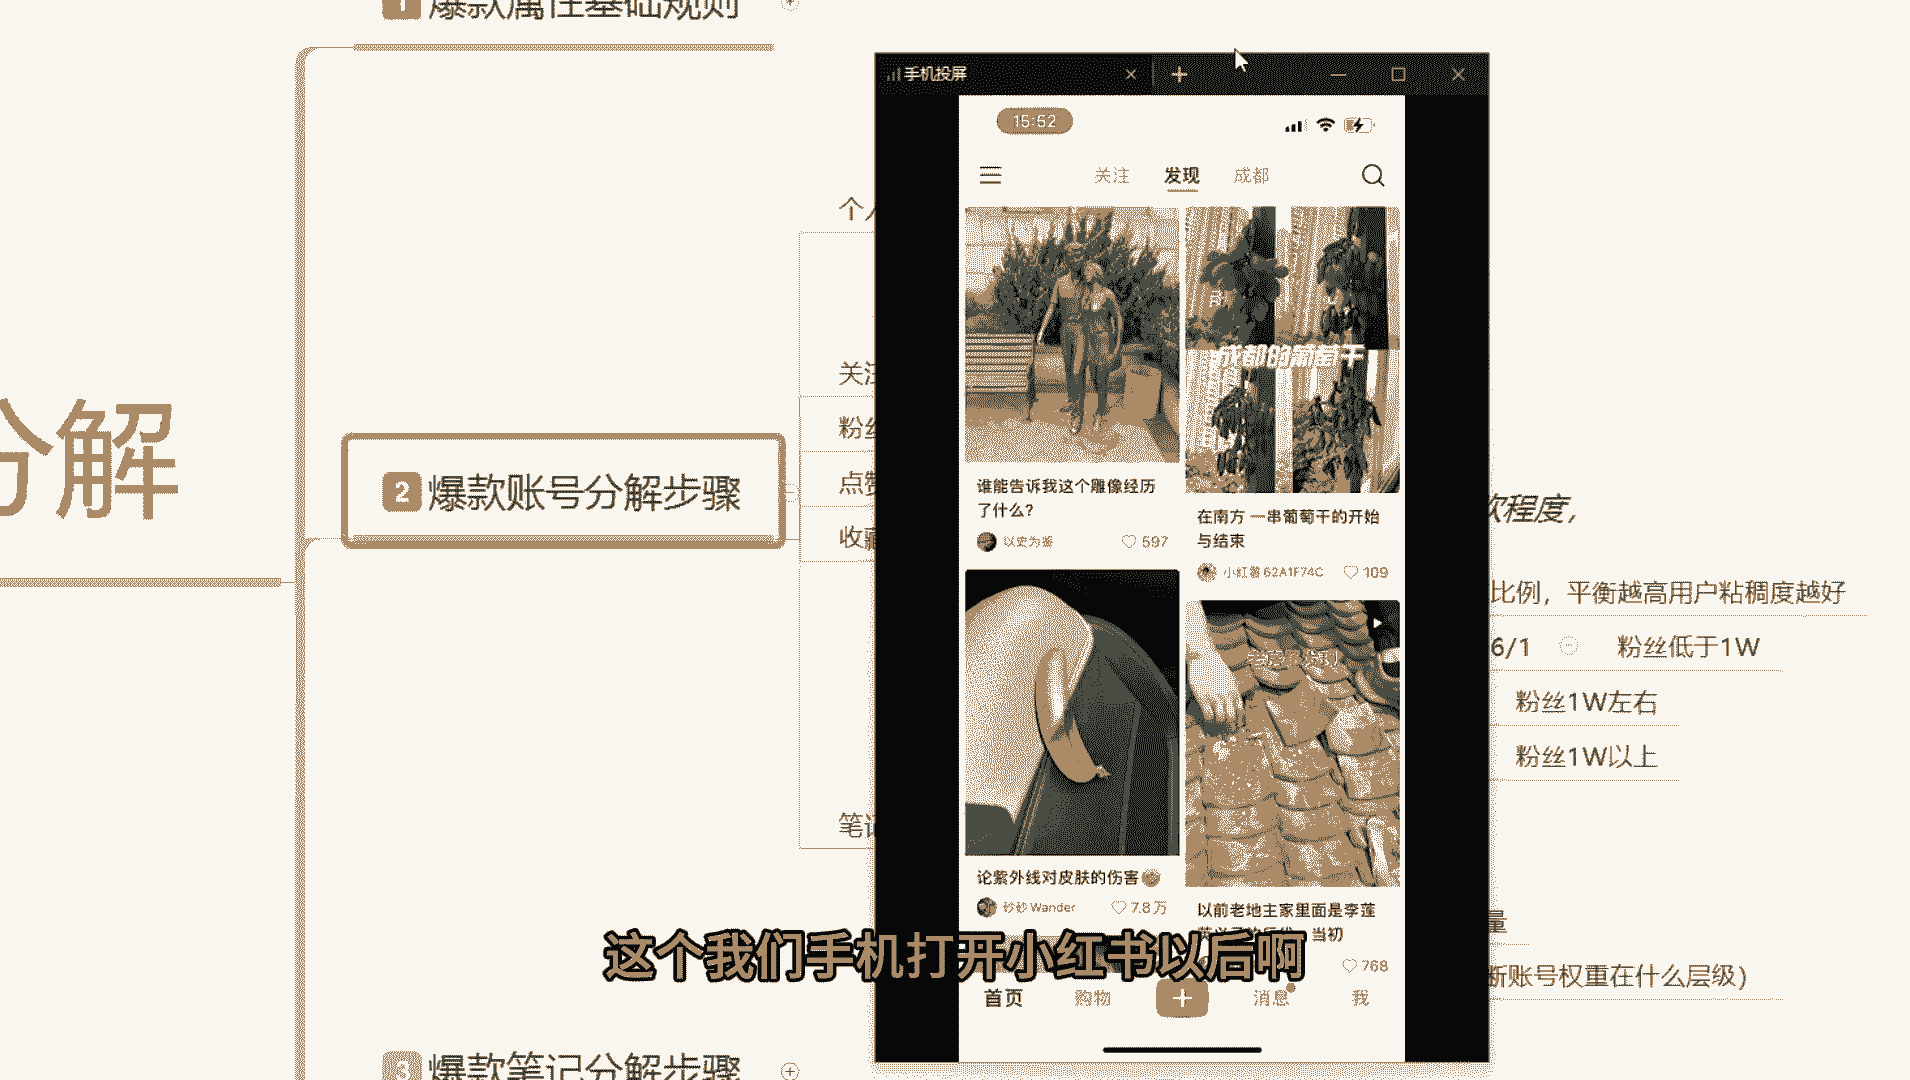 1 爆款属性基础规则
分解
2 爆款账号分解步骤
3 爆款笔记分解步骤
个人
关注
粉丝
点赞
收藏
笔记
手机投屏
15:52
关注 发现 成都
成都的葡萄干
谁能告诉我这个雕像经历
了什么?
以史为鉴 597
在南方 一串葡萄干的开始
与结束
小红薯62A1F74C 109
论紫外线对皮肤的伤害
砂砂Wander 7.8万
以前老地主家里面是李莲
当初
768
首页 购物 消息 我
欢程度,
比例，平衡越高用户粘稠度越好
6/1 粉丝低于1W
粉丝1W左右
粉丝1W以上
量
断账号权重在什么层级)
这个我们手机打开小红书以后啊